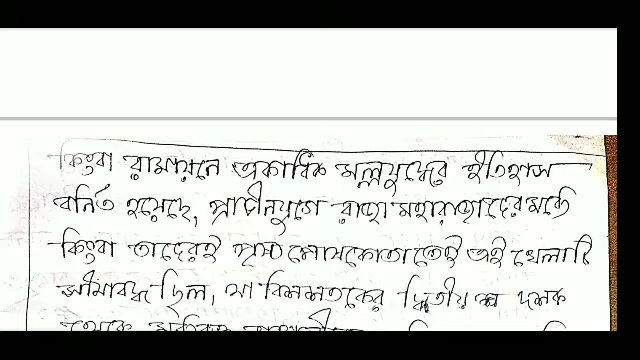 কিংবা রামায়নে একাধিক মল্লযুদ্ধের ইতিহাস
বর্নিত হয়েছে, প্রাচীনযুগে রাজা মহারাজাদের মধ্যে
কিংবা তাদেরই পৃষ্ঠপোষকতাতেই এই খেলাটি
সীমাবদ্ধ ছিল, যা বিংশশতকের দ্বিতীয় দশক
থেকে